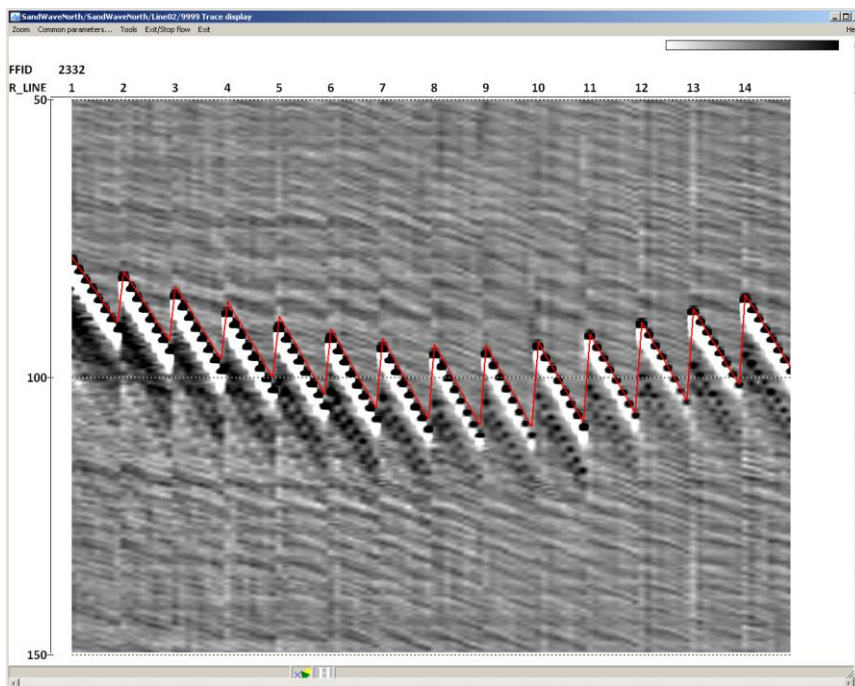 SandWaveNorth/SandWaveNorth/Line02/9999 Trace display
Zoom Common parameters... Tools Exit/Stop flow Exit He
FFID 2332
R_LINE 1 2 3 4 5 6 7 8 9 10 11 12 13 14
50
100
150